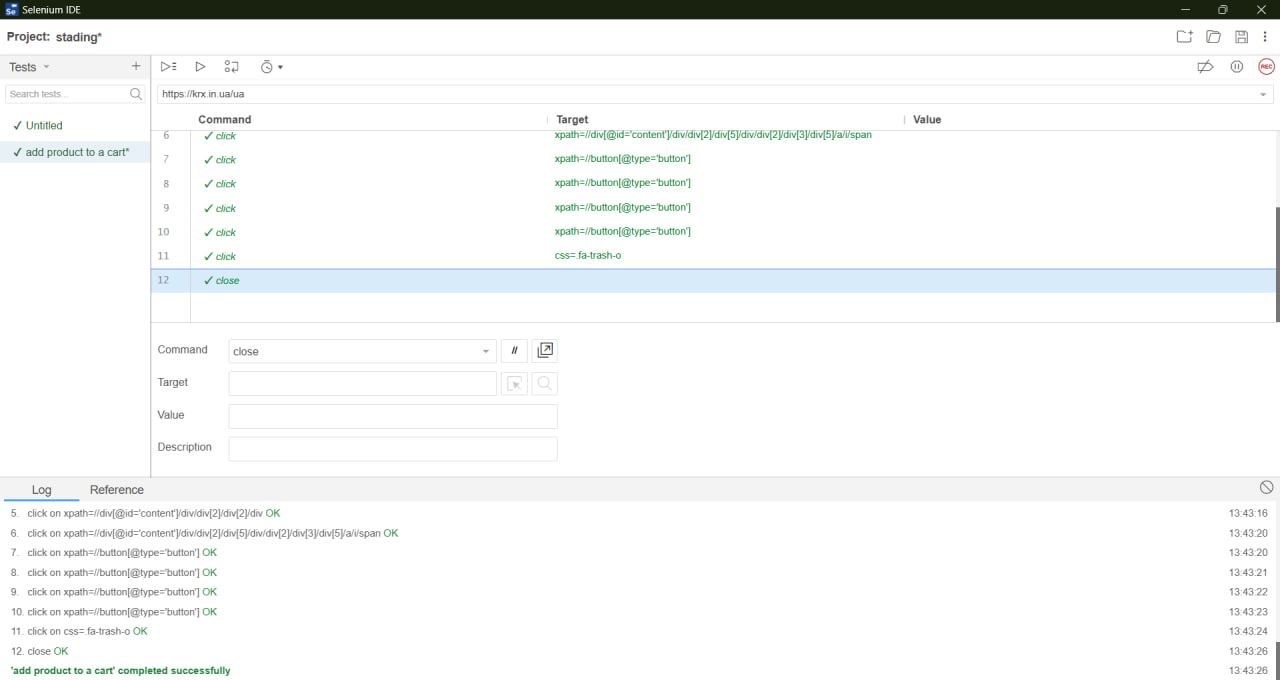 Selenium IDE
Project: stading*
Tests
Search tests...
✓ Untitled
✓ add product to a cart*
REC
https://krx.in.ua/ua
Command Target Value
6 ✓ click xpath=//div[@id='content']/div/div[2]/div[5]/div/div[2]/div[3]/div[5]/a/i/span
7 ✓ click xpath=//button[@type='button']
8 ✓ click xpath=//button[@type='button']
9 ✓ click xpath=//button[@type='button']
10 ✓ click xpath=//button[@type='button']
11 ✓ click css=.fa-trash-o
12 ✓ close
Command close //
Target
Value
Description
Log Reference
5. click on xpath=//div[@id='content']/div/div[2]/div[2]/div OK 13:43:16
6. click on xpath=//div[@id='content']/div/div[2]/div[5]/div/div[2]/div[3]/div[5]/a/i/span OK 13:43:20
7. click on xpath=//button[@type='button'] OK 13:43:20
8. click on xpath=//button[@type='button'] OK 13:43:21
9. click on xpath=//button[@type='button'] OK 13:43:22
10. click on xpath=//button[@type='button'] OK 13:43:23
11. click on css=.fa-trash-o OK 13:43:24
12. close OK 13:43:26
'add product to a cart' completed successfully 13:43:26